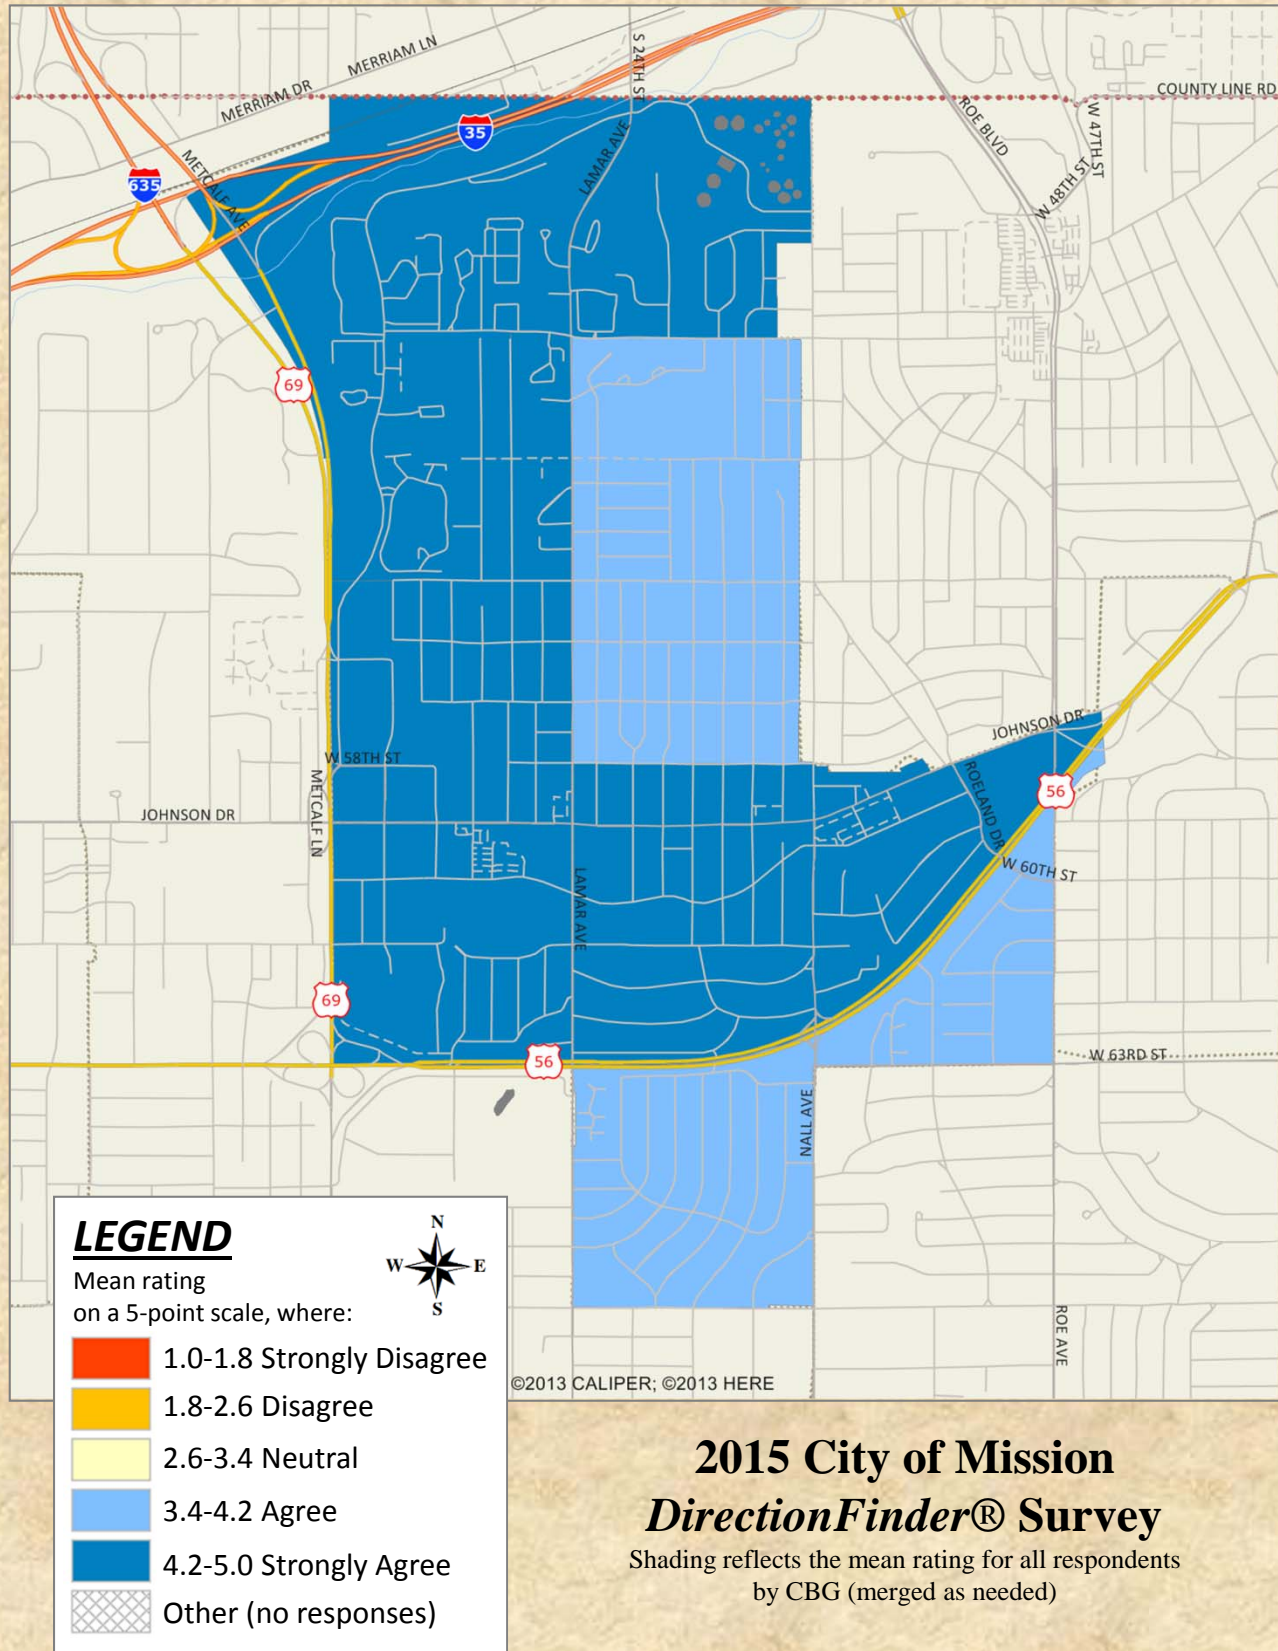 MERRIAM LN
S 24TH ST
MERRIAM DR
COUNTY LINE RD
ROE BLVD
W 47TH ST
35
LAMAR AVE
METCALF AVE
635
W 48TH ST
69
JOHNSON DR
W 58TH ST
ROELAND DR
METCALF LN
56
JOHNSON DR
W 60TH ST
LAMAR AVE
69
56
W 63RD ST
NALL AVE
ROE AVE
©2013 CALIPER; ©2013 HERE
LEGEND
N
W E
S
Mean rating
on a 5-point scale, where:
1.0-1.8 Strongly Disagree
1.8-2.6 Disagree
2.6-3.4 Neutral
3.4-4.2 Agree
4.2-5.0 Strongly Agree
Other (no responses)
2015 City of Mission
DirectionFinder® Survey
Shading reflects the mean rating for all respondents
by CBG (merged as needed)